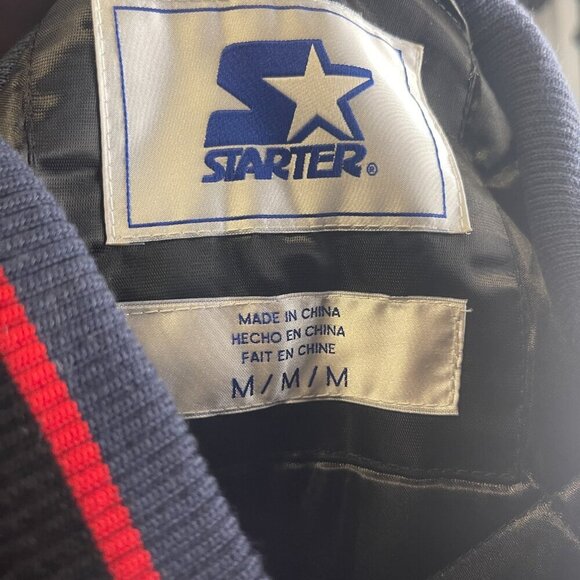 STARTER®
MADE IN CHINA
HECHO EN CHINA
FAIT EN CHINE
M/M/M